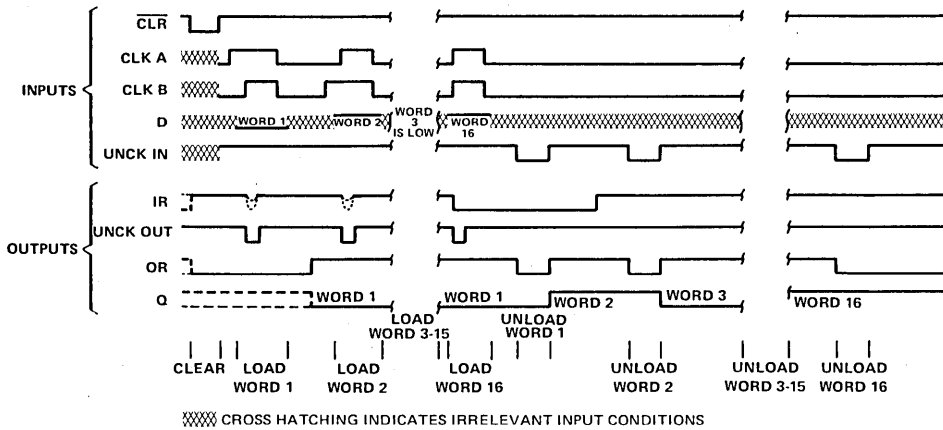 CLR
CLK A
CLK B
INPUTS
D WORD 1 WORD 2 WORD 3 IS LOW WORD 16
UNCK IN
IR
UNCK OUT
OUTPUTS
OR
Q WORD 1 WORD 1 WORD 2 WORD 3 WORD 16
LOAD WORD 3-15
UNLOAD WORD 1
CLEAR
LOAD WORD 1
LOAD WORD 2
LOAD WORD 16
UNLOAD WORD 2
UNLOAD WORD 3-15
UNLOAD WORD 16
CROSS HATCHING INDICATES IRRELEVANT INPUT CONDITIONS